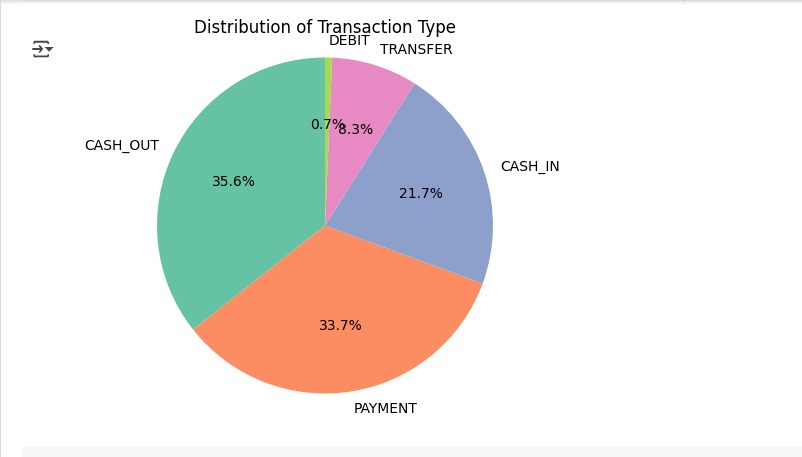 Distribution of Transaction Type
DEBIT
TRANSFER
0.7%
8.3%
CASH_OUT
CASH_IN
35.6%
21.7%
33.7%
PAYMENT